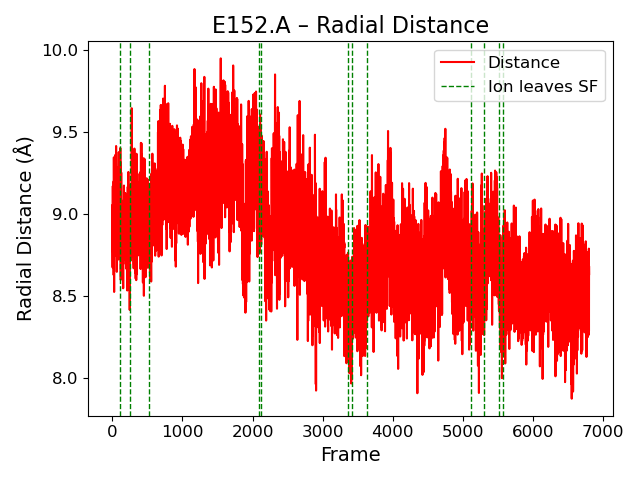 E152.A – Radial Distance
Distance
Ion leaves SF
Radial Distance (Å)
10.0
9.5
9.0
8.5
8.0
0 1000 2000 3000 4000 5000 6000 7000
Frame